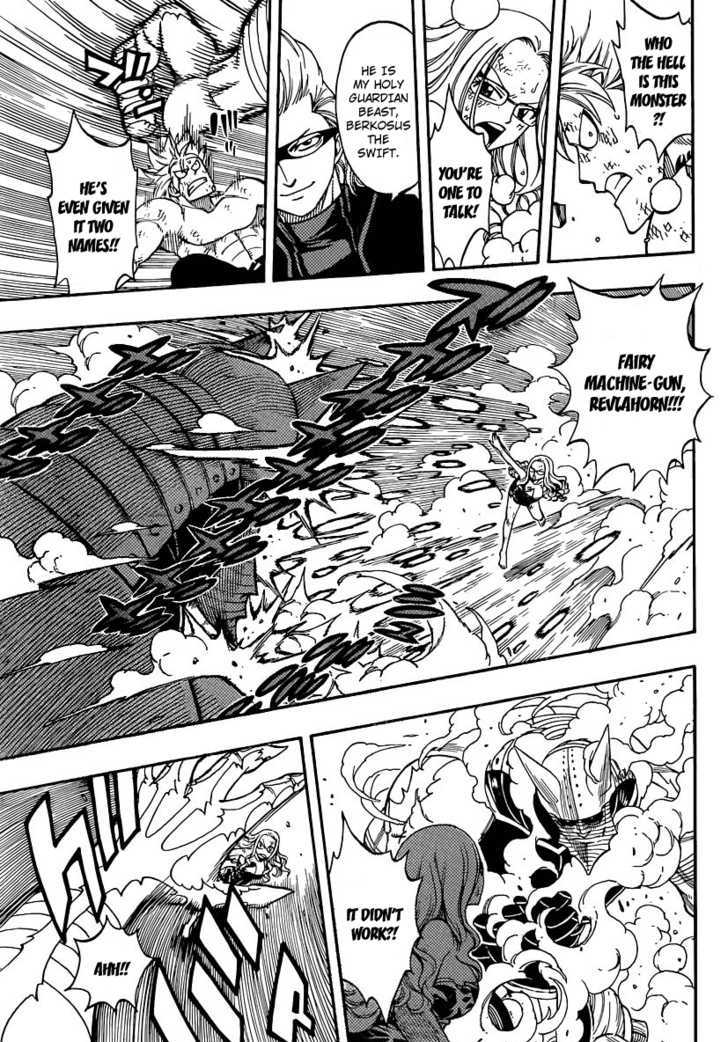 WHO
THE HELL
IS THIS
MONSTER
?!
YOU'RE
ONE TO
TALK!
HE IS
MY HOLY
GUARDIAN
BEAST,
BERKOSUS
THE
SWIFT.
HE'S
EVEN GIVEN
IT TWO
NAMES!!
FAIRY
MACHINE-GUN,
REVLAHORN!!!
IT DIDN'T
WORK?!
AHH!!